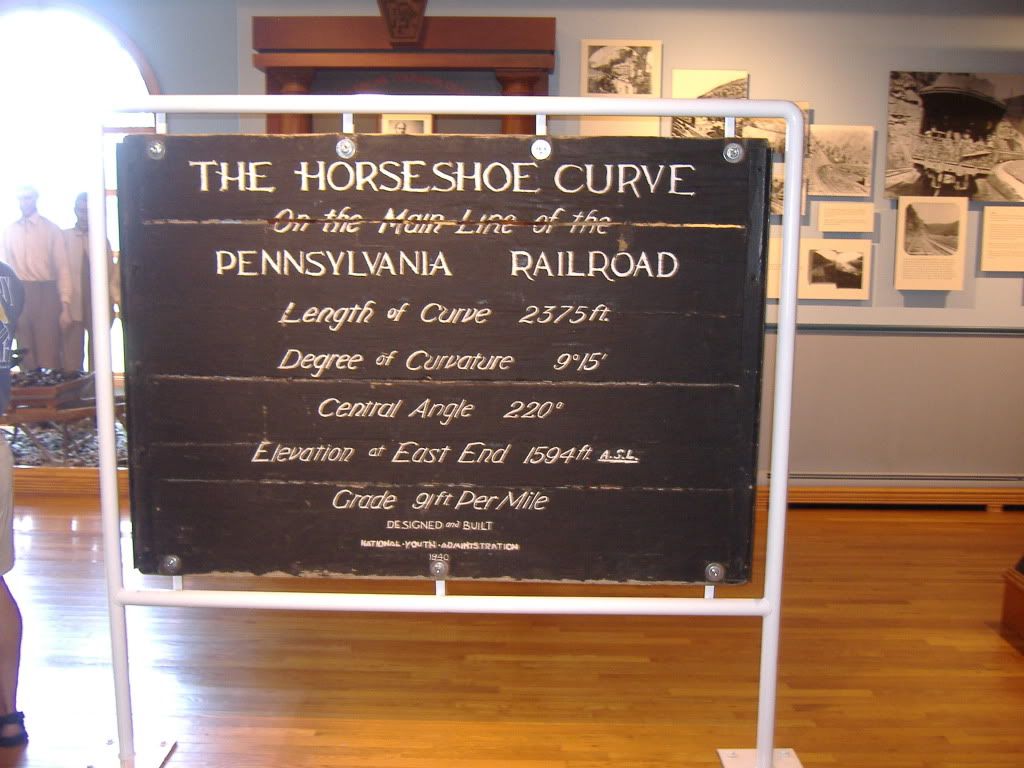 THE HORSESHOE CURVE
On the Main Line of the
PENNSYLVANIA RAILROAD
Length of Curve 2375 ft.
Degree of Curvature 9°15'
Central Angle 220°
Elevation at East End 1594 ft A.S.L.
Grade 91 ft Per Mile
DESIGNED and BUILT
NATIONAL-YOUTH-ADMINISTRATION
1940